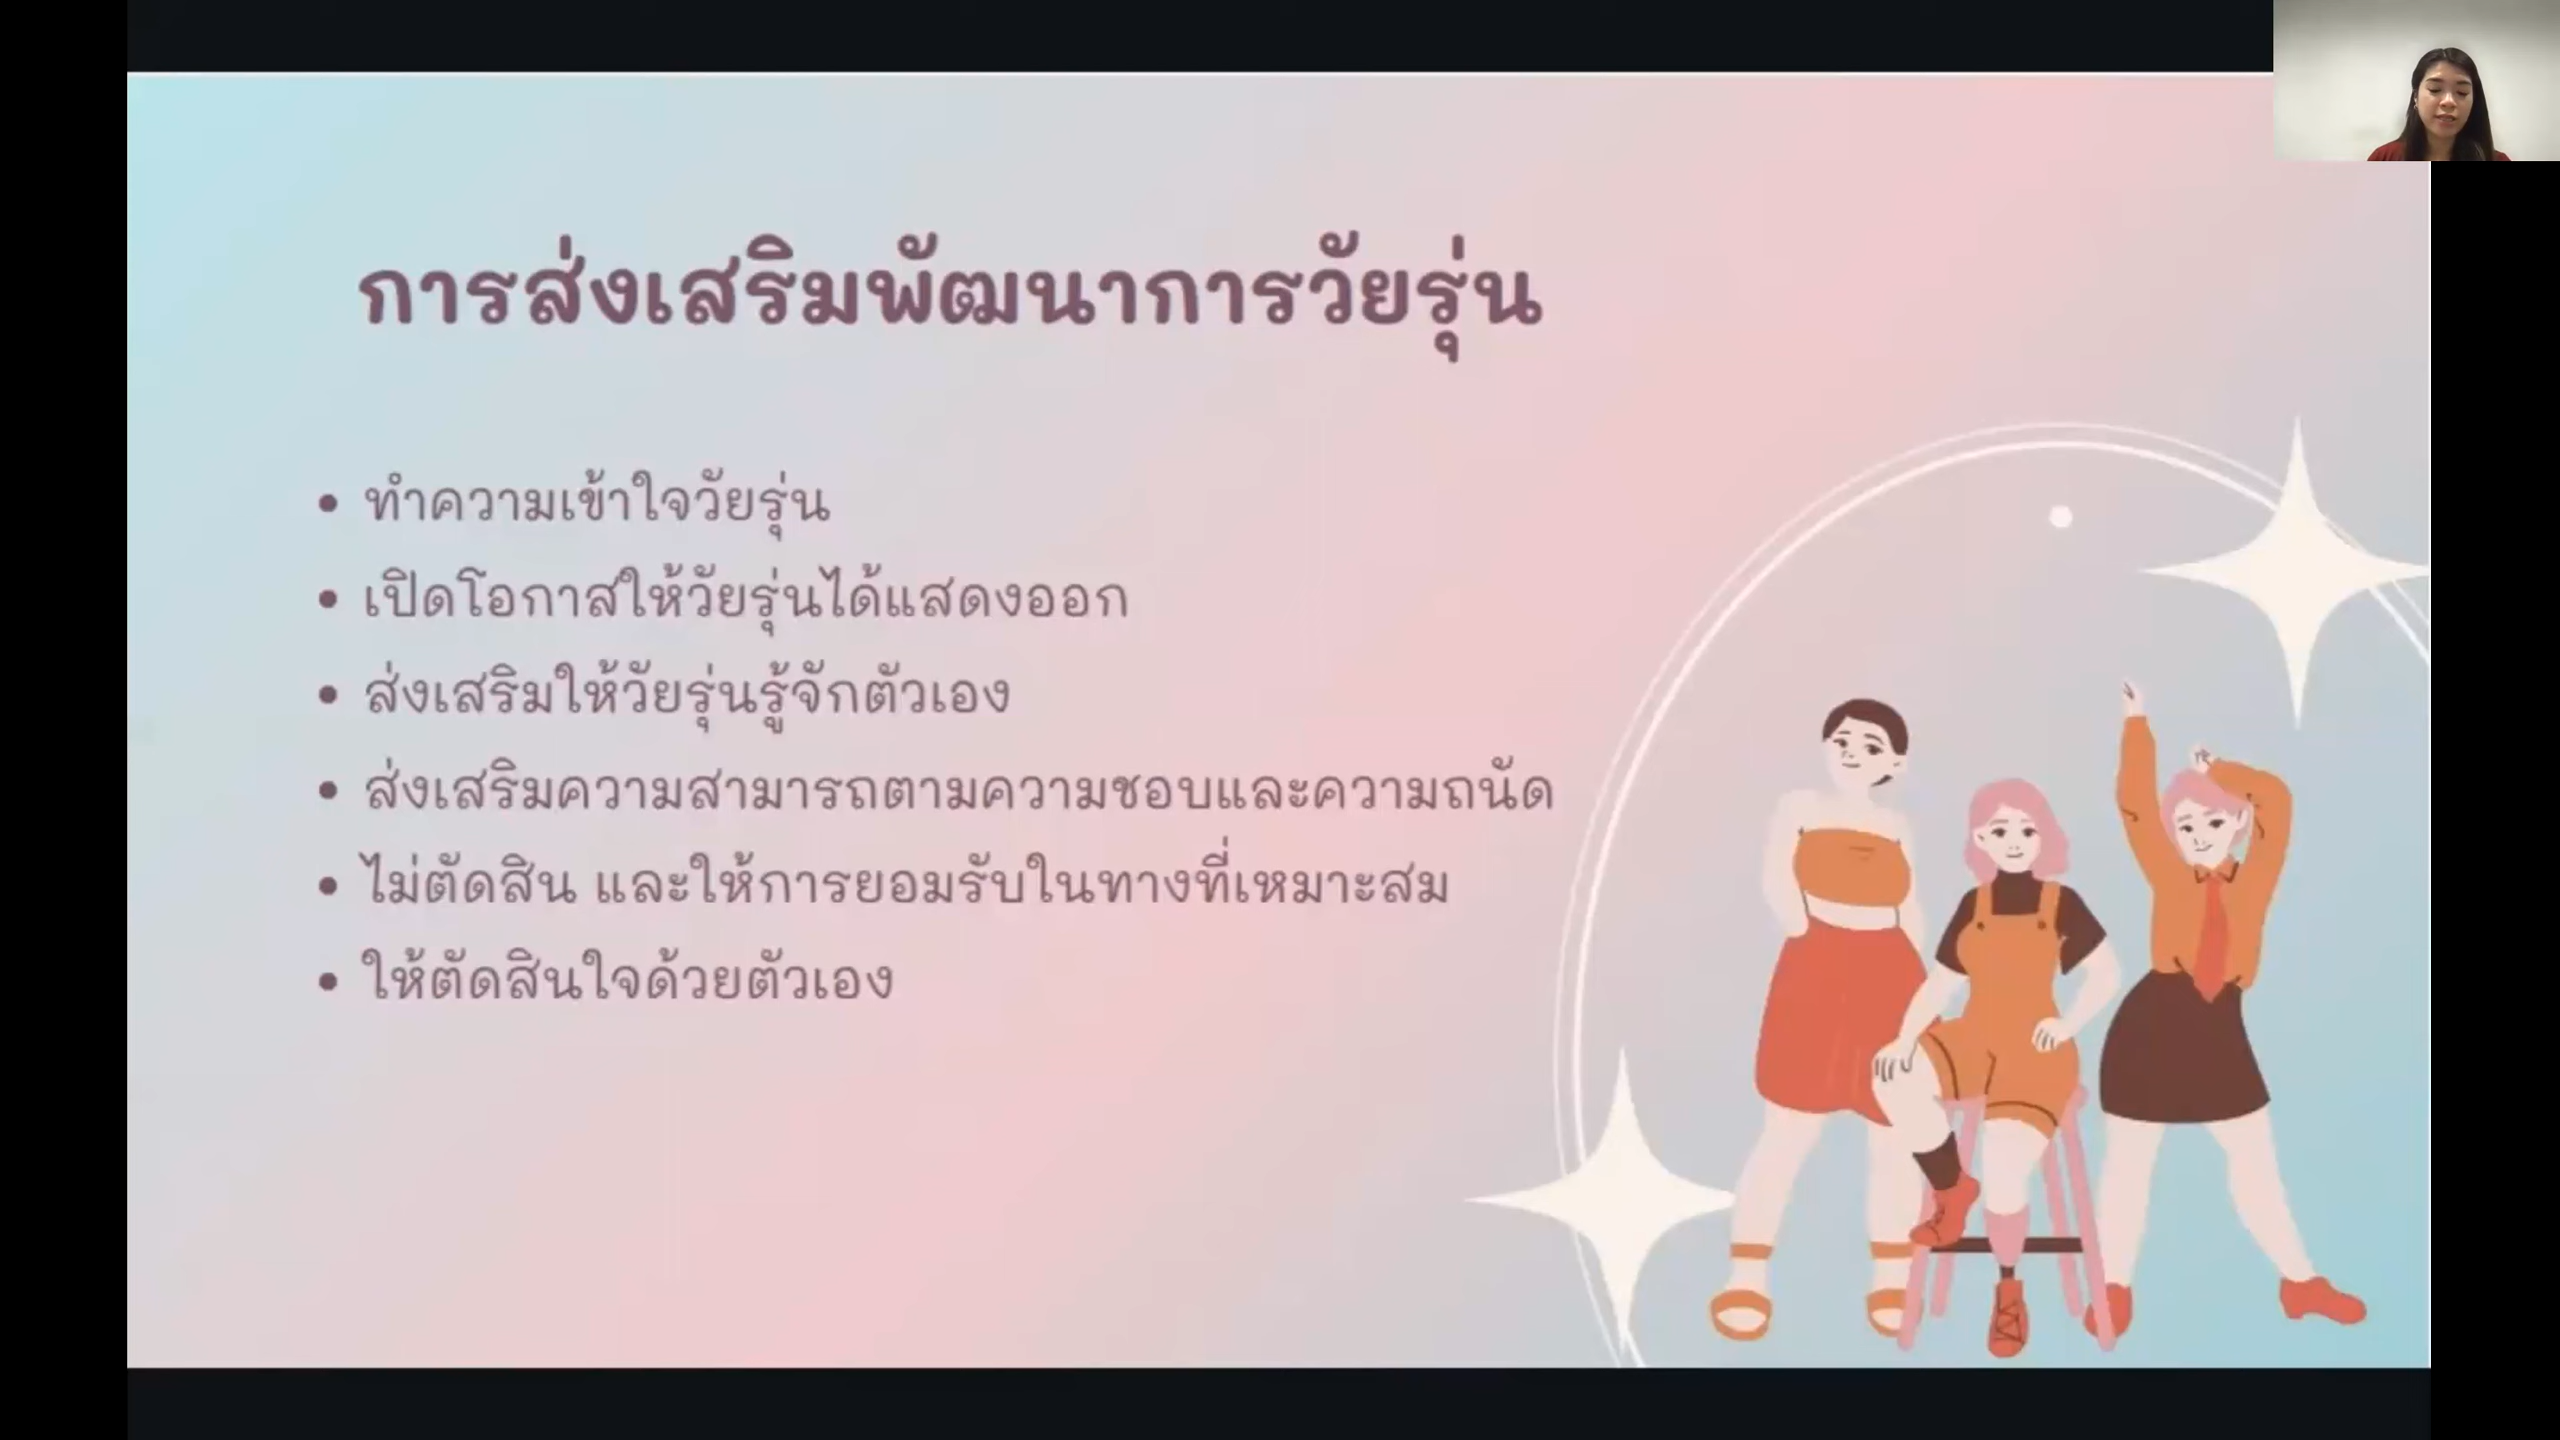 การส่งเสริมพัฒนาการวัยรุ่น
• ทำความเข้าใจวัยรุ่น
• เปิดโอกาสให้วัยรุ่นได้แสดงออก
• ส่งเสริมให้วัยรุ่นรู้จักตัวเอง
• ส่งเสริมความสามารถตามความชอบและความถนัด
• ไม่ตัดสิน และให้การยอมรับในทางที่เหมาะสม
• ให้ตัดสินใจด้วยตัวเอง